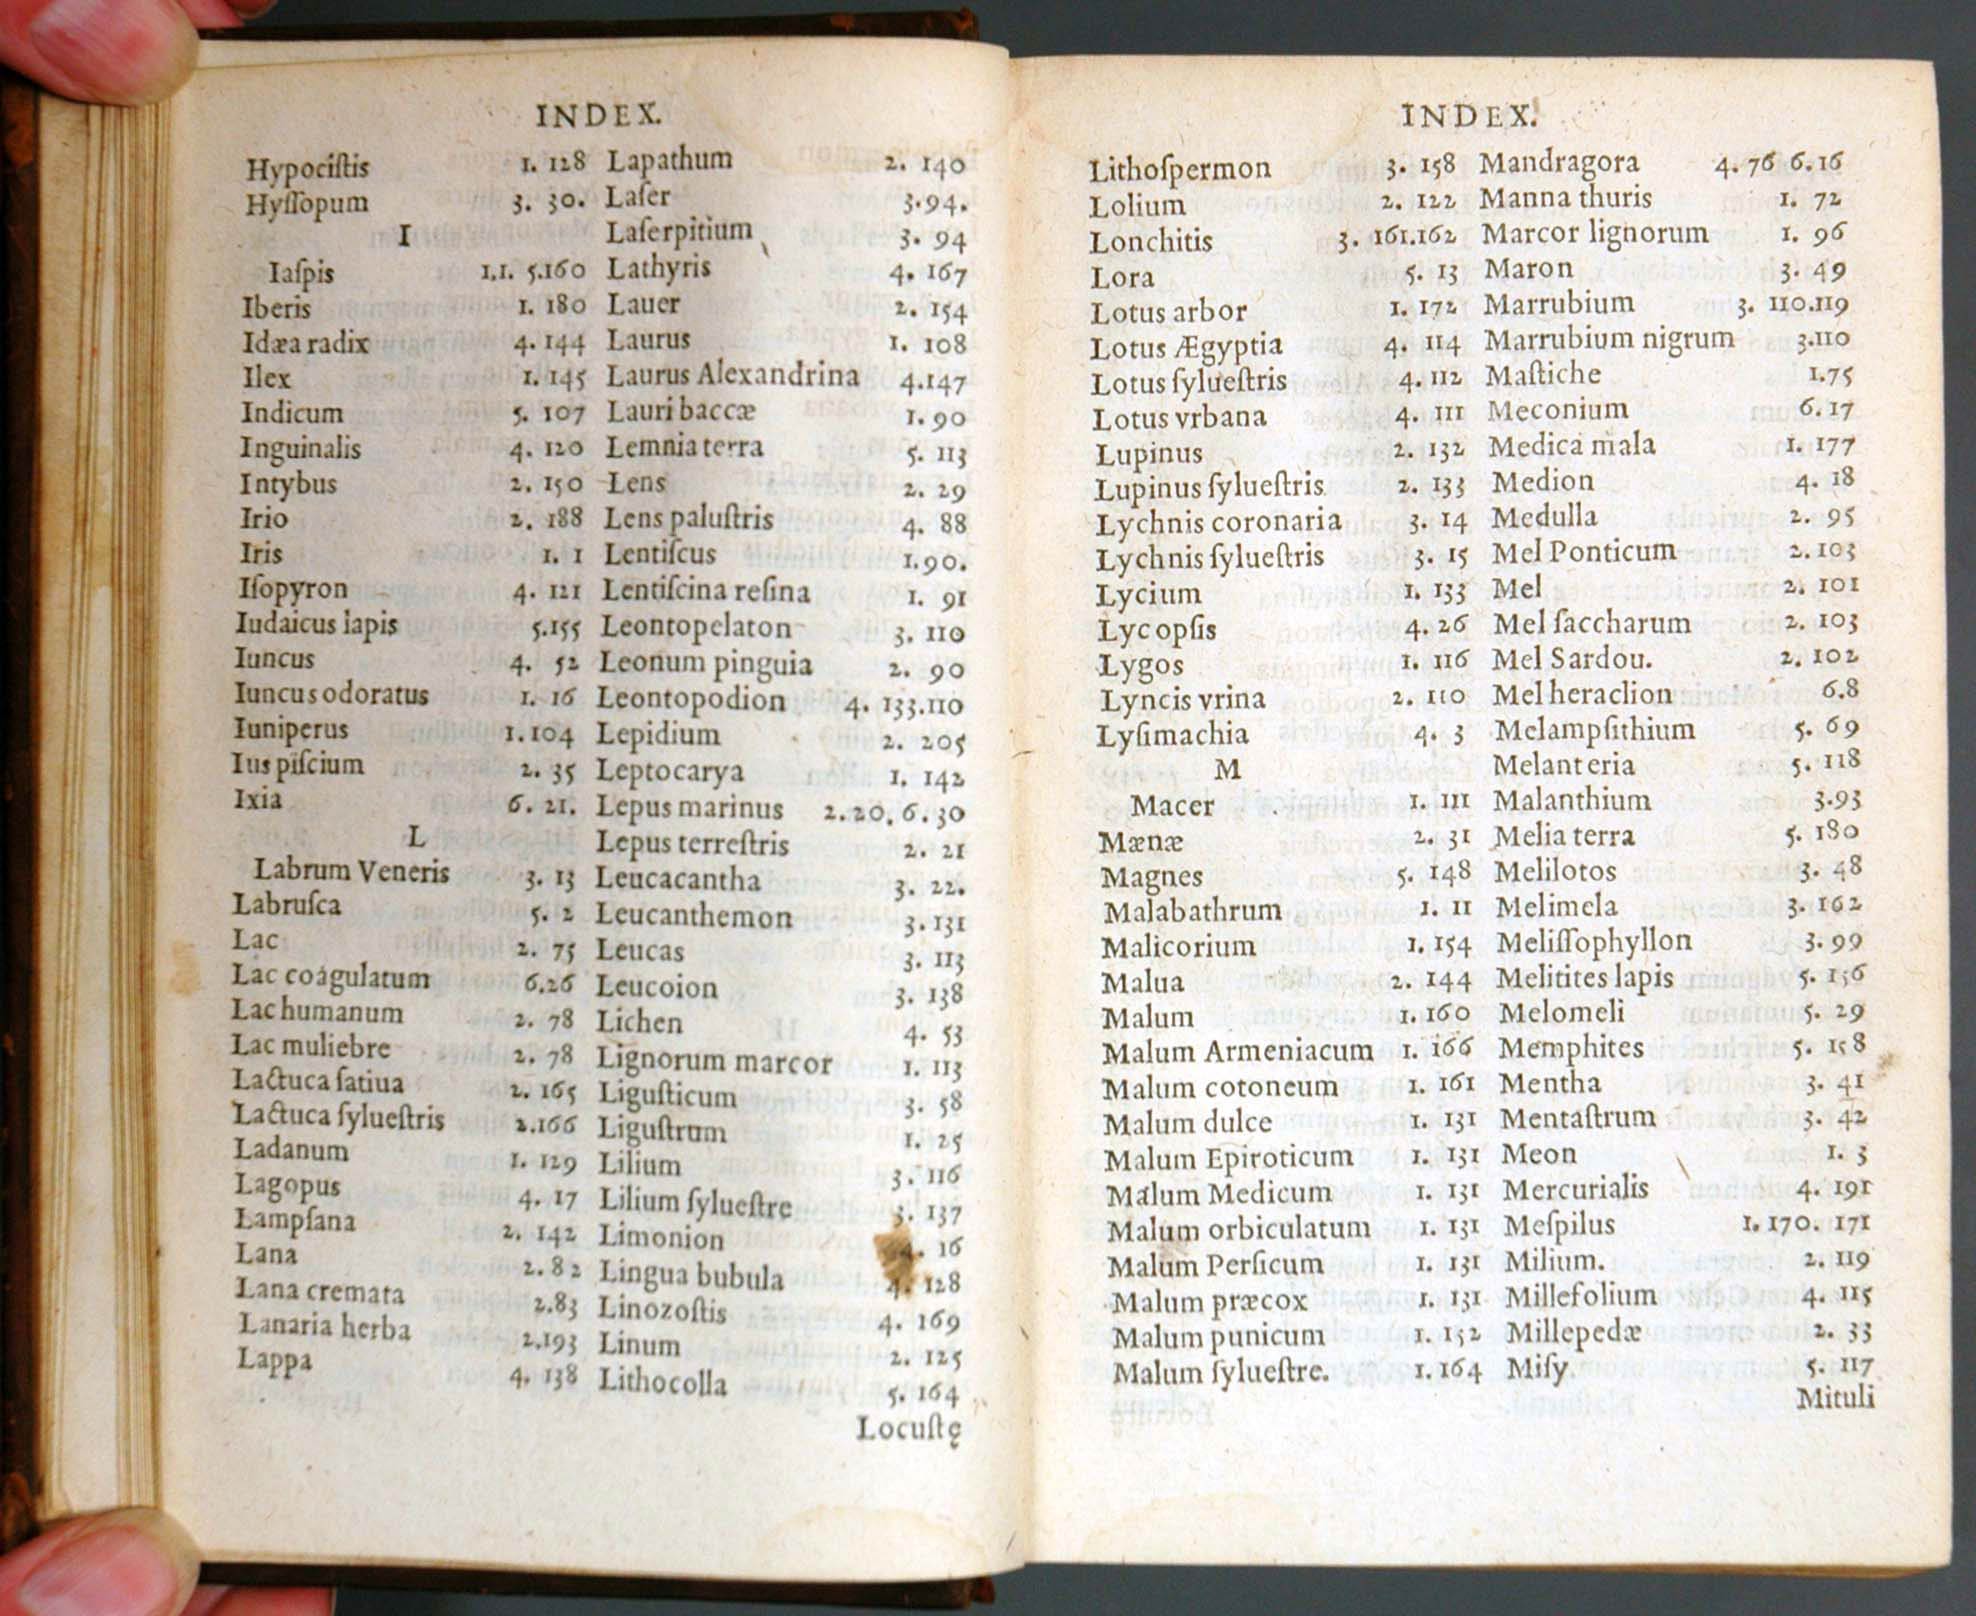 INDEX.
Hypociſtis 1. 128
Hyſſopum 3. 30.
I
Iaſpis 1,1. 5.160
Iberis 1. 180
Idæa radix 4. 144
Ilex 1. 145
Indicum 5. 107
Inguinalis 4. 120
Intybus 2. 150
Irio 2. 188
Iris 1. 1
Iſopyron 4. 121
Iudaicus lapis 5.155
Iuncus 4. 52
Iuncus odoratus 1. 16
Iuniperus 1.104
Ius piſcium 2. 35
Ixia 6. 21.
L
Labrum Veneris 3. 13
Labruſca 5. 2
Lac 2. 75
Lac coagulatum 6.26
Lac humanum 2. 78
Lac muliebre 2. 78
Lactuca ſatiua 2. 165
Lactuca ſylueſtris 2.166
Ladanum 1. 129
Lagopus 4. 17
Lampſana 2. 142
Lana 2. 82
Lana cremata 2.83
Lanaria herba 2.193
Lappa 4. 138
Lapathum 2. 140
Laſer 3.94.
Laſerpitium 3. 94
Lathyris 4. 167
Lauer 2. 154
Laurus 1. 108
Laurus Alexandrina 4.147
Lauri baccæ 1.90
Lemnia terra 5. 113
Lens 2. 29
Lens paluſtris 4. 88
Lentiſcus 1.90.
Lentiſcina reſina 1. 91
Leontopelaton 3. 110
Leonum pinguia 2. 90
Leontopodion 4. 133.110
Lepidium 2. 205
Leptocarya 1. 142
Lepus marinus 2.20, 6.30
Lepus terreſtris 2. 21
Leucacantha 3. 22.
Leucanthemon 3.131
Leucas 3. 113
Leucoion 3. 138
Lichen 4. 53
Lignorum marcor 1. 113
Liguſticum 3. 58
Liguſtrum 1. 25
Lilium 3. 116
Lilium ſylueſtre 3. 137
Limonion 4. 16
Lingua bubula 4. 128
Linozoſtis 4. 169
Linum 2. 125
Lithocolla 5. 164
Locuſtę
INDEX.
Lithoſpermon 3. 158
Lolium 2. 122
Lonchitis 3. 161.162
Lora 5. 13
Lotus arbor 1. 172
Lotus Ægyptia 4. 114
Lotus ſylueſtris 4. 112
Lotus vrbana 4. 111
Lupinus 2. 132
Lupinus ſylueſtris 2. 133
Lychnis coronaria 3. 14
Lychnis ſylueſtris 3. 15
Lycium 1. 133
Lycopſis 4.26
Lygos 1. 116
Lyncis vrina 2. 110
Lyſimachia 4. 3
M
Macer 1. 111
Mænæ 2. 31
Magnes 5. 148
Malabathrum 1. 11
Malicorium 1. 154
Malua 2. 144
Malum 1. 160
Malum Armeniacum 1. 166
Malum cotoneum 1. 161
Malum dulce 1. 131
Malum Epiroticum 1. 131
Malum Medicum 1. 131
Malum orbiculatum 1. 131
Malum Perſicum 1. 131
Malum præcox 1. 131
Malum punicum 1. 152
Malum ſylueſtre. 1.164
Mandragora 4. 76 6.16
Manna thuris 1. 72
Marcor lignorum 1. 96
Maron 3. 49
Marrubium 3. 110.119
Marrubium nigrum 3.110
Maſtiche 1.75
Meconium 6.17
Medica mala 1. 177
Medion 4. 18
Medulla 2. 95
Mel Ponticum 2.103
Mel 2. 101
Mel ſaccharum 2. 103
Mel Sardou. 2. 102
Mel heraclion 6.8
Melampſithium 5. 69
Melanteria 5. 118
Malanthium 3.93
Melia terra 5. 180
Melilotos 3. 48
Melimela 3. 162
Meliſſophyllon 3. 99
Melitites lapis 5. 156
Melomeli 5. 29
Memphites 5. 158
Mentha 3. 41
Mentaſtrum 3. 42
Meon 1. 3
Mercurialis 4. 191
Meſpilus 1. 170. 171
Milium. 2. 119
Millefolium 4. 115
Millepedæ 2. 33
Miſy. 5. 117
Mituli